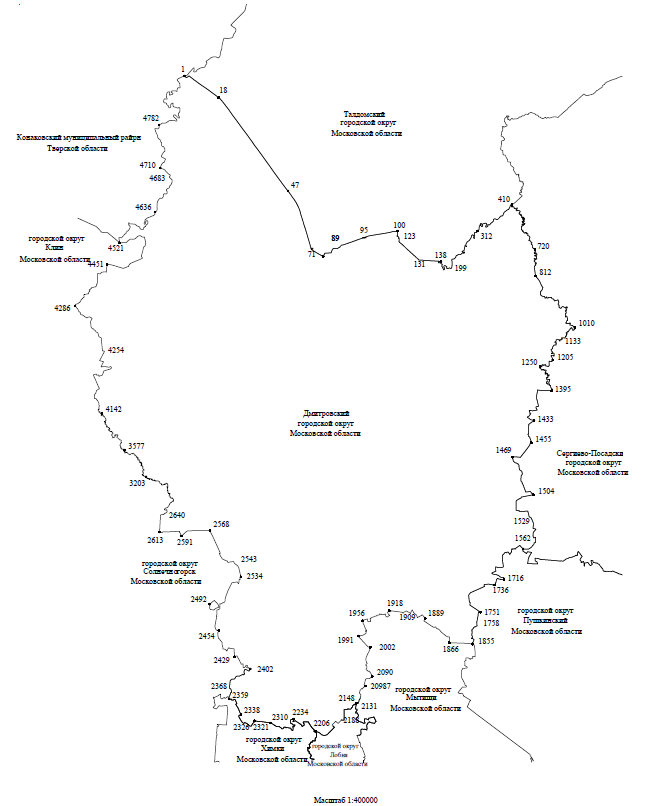 1
18
Талдомский
городской округ
Московской области
4782
Конаковский муниципальный райрн
Тверской области
4710
4683
47
410
4636
100
95
89
123
312
городской округ
Клин
Московской области
4521
720
71
138
131
199
4451
812
4286
1010
1133
4254
1205
1250
1395
4142
Дмитровский
городской округ
Московской области
1433
1455
3577
1469
Сергиево-Посадски
городской округ
Московской области
3203
1504
2640
1529
2568
2613
2591
1562
2543
городской округ
Солнечногорск
Московской области
2534
1716
1736
2492
1918
1956
1909
1889
1751
1758
городской округ
Пушкинский
Московской области
2454
1991
2002
1866
1855
2429
2402
2090
2368
20987
2359
городской округ
Мытищи
Московской области
2148
2131
2338
2310
2234
2326
2321
2206
2188
городской округ
Химки
Московской области
городской округ
Лобня
Московской области
Масштаб 1:400000